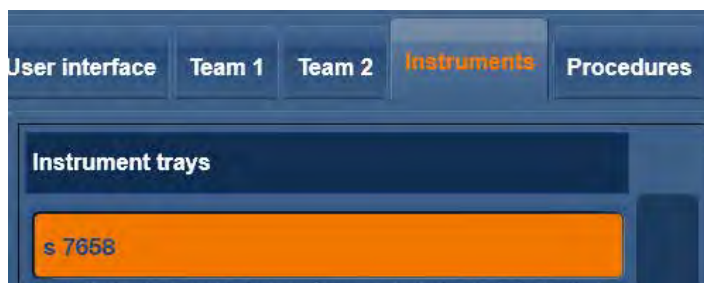 User interface Team 1 Team 2 Instruments Procedures
Instrument trays
s 7658